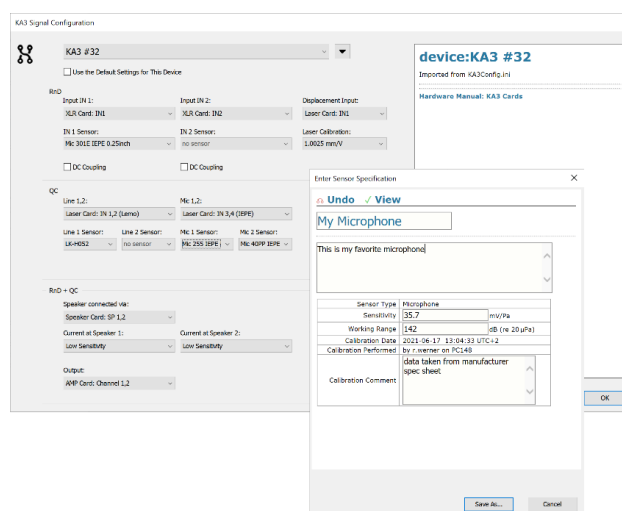 KA3 Signal Configuration
KA3 #32
Use the Default Settings for This Device
RnD
Input IN 1: Input IN 2: Displacement Input:
XLR Card: IN1 XLR Card: IN2 Laser Card: IN1
IN 1 Sensor: IN 2 Sensor: Laser Calibration:
Mic 301E IEPE 0.25inch no sensor 1.0025 mm/V
DC Coupling DC Coupling
QC
Line 1,2: Mic 1,2:
Laser Card: IN 1,2 (Lemo) Laser Card: IN 3,4 (IEPE)
Line 1 Sensor: Line 2 Sensor: Mic 1 Sensor: Mic 2 Sensor:
LK-H052 no sensor Mic 255 IEPE Mic 40PP IEPE
RnD + QC
Speaker connected via:
Speaker Card: SP 1,2
Current at Speaker 1: Current at Speaker 2:
Low Sensitivity Low Sensitivity
Output:
AMP Card: Channel 1,2
device:KA3 #32
Imported from KA3Config.ini
Hardware Manual: KA3 Cards
OK
Enter Sensor Specification
Undo View
My Microphone
This is my favorite microphone
Sensor Type Microphone
Sensitivity 35.7 mV/Pa
Working Range 142 dB (re 20 µPa)
Calibration Date 2021-06-17 13:04:33 UTC+2
Calibration Performed by r.werner on PC148
Calibration Comment data taken from manufacturer
spec sheet
Save As... Cancel